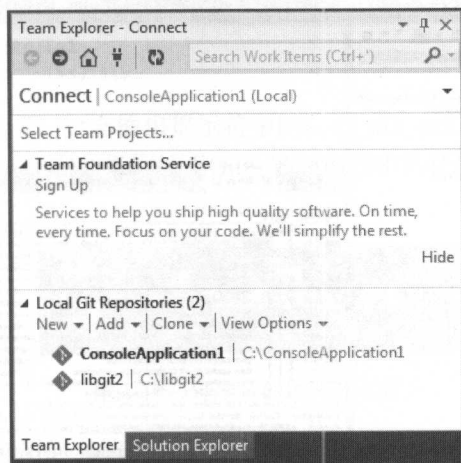 Team Explorer - Connect
Search Work Items (Ctrl+')
Connect | ConsoleApplication1 (Local)
Select Team Projects...
Team Foundation Service
Sign Up
Services to help you ship high quality software. On time,
every time. Focus on your code. We'll simplify the rest.
Hide
Local Git Repositories (2)
New | Add | Clone | View Options
ConsoleApplication1 | C:\ConsoleApplication1
libgit2 | C:\libgit2
Team Explorer Solution Explorer